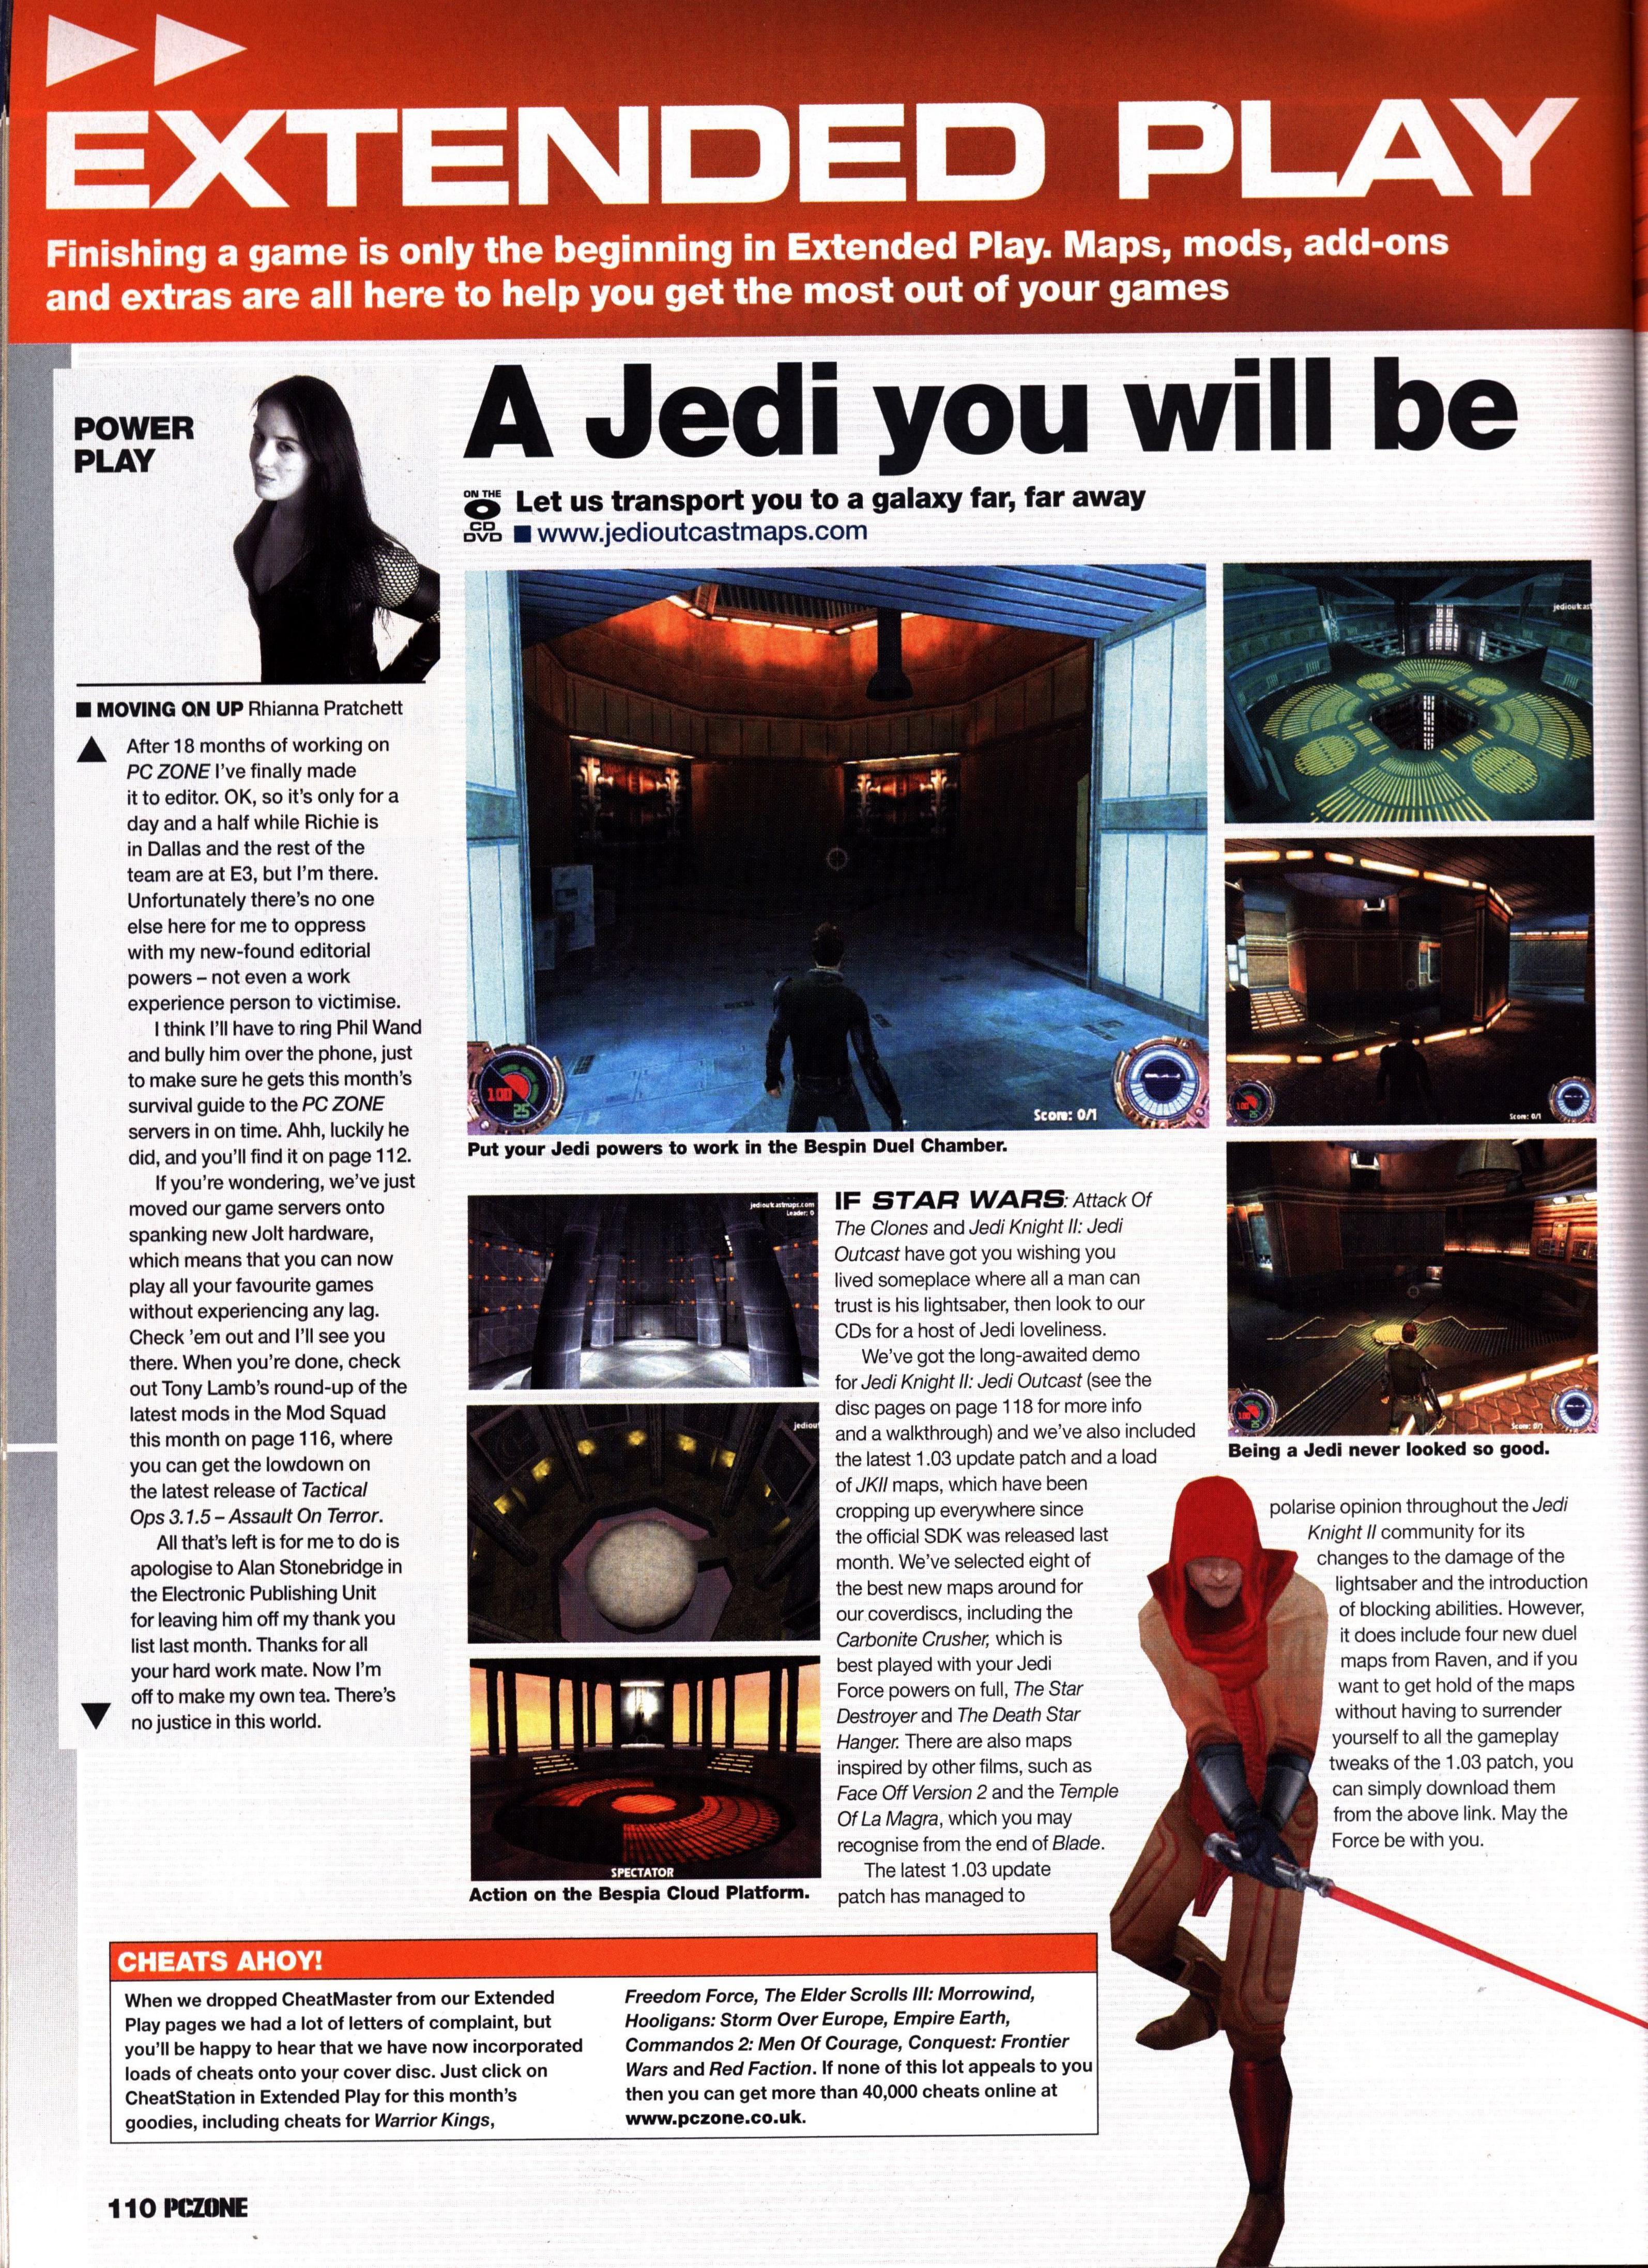 EXTENDED PLAY
Finishing a game is only the beginning in Extended Play. Maps, mods, add-ons
and extras are all here to help you get the most out of your games
POWER
PLAY
■ MOVING ON UP Rhianna Pratchett
After 18 months of working on
PC ZONE I've finally made
it to editor. OK, so it's only for a
day and a half while Richie is
in Dallas and the rest of the
team are at E3, but I'm there.
Unfortunately there's no one
else here for me to oppress
with my new-found editorial
powers – not even a work
experience person to victimise.
I think I'll have to ring Phil Wand
and bully him over the phone, just
to make sure he gets this month's
survival guide to the PC ZONE
servers in on time. Ahh, luckily he
did, and you'll find it on page 112.
If you're wondering, we've just
moved our game servers onto
spanking new Jolt hardware,
which means that you can now
play all your favourite games
without experiencing any lag.
Check 'em out and I'll see you
there. When you're done, check
out Tony Lamb's round-up of the
latest mods in the Mod Squad
this month on page 116, where
you can get the lowdown on
the latest release of Tactical
Ops 3.1.5 – Assault On Terror.
All that's left is for me to do is
apologise to Alan Stonebridge in
the Electronic Publishing Unit
for leaving him off my thank you
list last month. Thanks for all
your hard work mate. Now I'm
off to make my own tea. There's
no justice in this world.
A Jedi you will be
ON THE
CD
DVD
Let us transport you to a galaxy far, far away
■ www.jedioutcastmaps.com
100
25
Score: 0/1
Put your Jedi powers to work in the Bespin Duel Chamber.
jedioutcast
100
Score: 0/1
100
Score: 0/1
Being a Jedi never looked so good.
jedioutcastmaps.com
Leader: 0
jediou
SPECTATOR
Action on the Bespia Cloud Platform.
IF STAR WARS: Attack Of
The Clones and Jedi Knight II: Jedi
Outcast have got you wishing you
lived someplace where all a man can
trust is his lightsaber, then look to our
CDs for a host of Jedi loveliness.
We've got the long-awaited demo
for Jedi Knight II: Jedi Outcast (see the
disc pages on page 118 for more info
and a walkthrough) and we've also included
the latest 1.03 update patch and a load
of JKII maps, which have been
cropping up everywhere since
the official SDK was released last
month. We've selected eight of
the best new maps around for
our coverdiscs, including the
Carbonite Crusher, which is
best played with your Jedi
Force powers on full, The Star
Destroyer and The Death Star
Hanger. There are also maps
inspired by other films, such as
Face Off Version 2 and the Temple
Of La Magra, which you may
recognise from the end of Blade.
The latest 1.03 update
patch has managed to
polarise opinion throughout the Jedi
Knight II community for its
changes to the damage of the
lightsaber and the introduction
of blocking abilities. However,
it does include four new duel
maps from Raven, and if you
want to get hold of the maps
without having to surrender
yourself to all the gameplay
tweaks of the 1.03 patch, you
can simply download them
from the above link. May the
Force be with you.
CHEATS AHOY!
When we dropped CheatMaster from our Extended
Play pages we had a lot of letters of complaint, but
you'll be happy to hear that we have now incorporated
loads of cheats onto your cover disc. Just click on
CheatStation in Extended Play for this month's
goodies, including cheats for Warrior Kings,
Freedom Force, The Elder Scrolls III: Morrowind,
Hooligans: Storm Over Europe, Empire Earth,
Commandos 2: Men Of Courage, Conquest: Frontier
Wars and Red Faction. If none of this lot appeals to you
then you can get more than 40,000 cheats online at
www.pczone.co.uk.
110 PCZONE